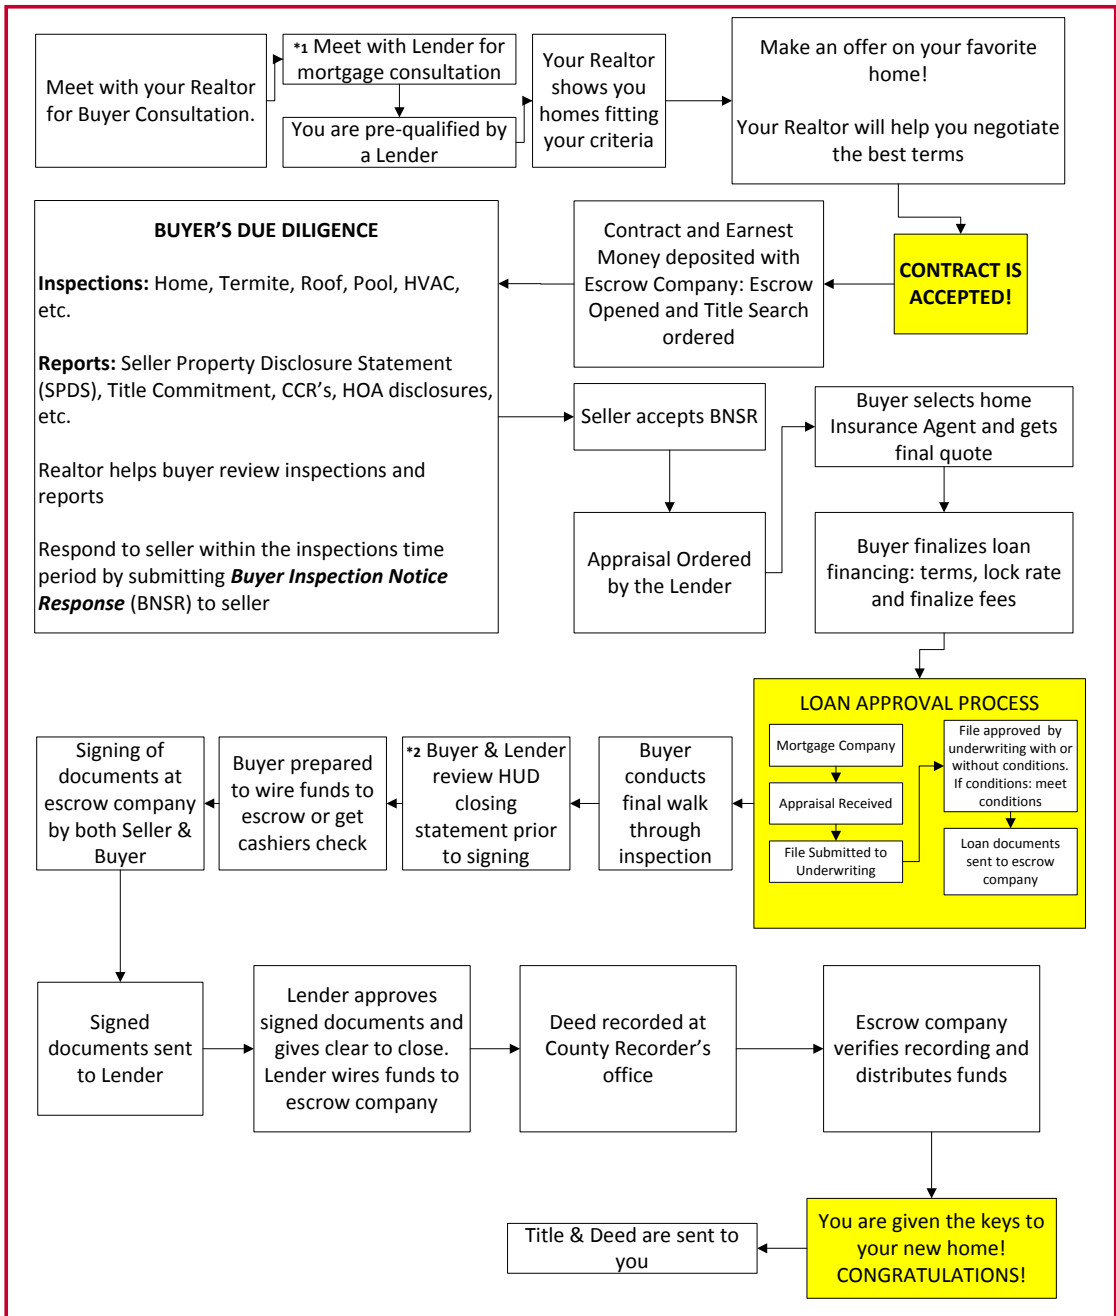 Meet with your Realtor
for Buyer Consultation.
*1 Meet with Lender for
mortgage consultation
You are pre-qualified by
a Lender
Your Realtor
shows you
homes fitting
your criteria
Make an offer on your favorite
home!
Your Realtor will help you negotiate
the best terms
CONTRACT IS
ACCEPTED!
Contract and Earnest
Money deposited with
Escrow Company: Escrow
Opened and Title Search
ordered
BUYER'S DUE DILIGENCE
Inspections: Home, Termite, Roof, Pool, HVAC,
etc.
Reports: Seller Property Disclosure Statement
(SPDS), Title Commitment, CCR's, HOA disclosures,
etc.
Realtor helps buyer review inspections and
reports
Respond to seller within the inspections time
period by submitting Buyer Inspection Notice
Response (BNSR) to seller
Seller accepts BNSR
Appraisal Ordered
by the Lender
Buyer selects home
Insurance Agent and gets
final quote
Buyer finalizes loan
financing: terms, lock rate
and finalize fees
LOAN APPROVAL PROCESS
Mortgage Company
Appraisal Received
File Submitted to
Underwriting
File approved by
underwriting with or
without conditions.
If conditions: meet
conditions
Loan documents
sent to escrow
company
Buyer
conducts
final walk
through
inspection
*2 Buyer & Lender
review HUD
closing
statement prior
to signing
Buyer prepared
to wire funds to
escrow or get
cashiers check
Signing of
documents at
escrow company
by both Seller &
Buyer
Signed
documents sent
to Lender
Lender approves
signed documents and
gives clear to close.
Lender wires funds to
escrow company
Deed recorded at
County Recorder's
office
Escrow company
verifies recording and
distributes funds
You are given the keys to
your new home!
CONGRATULATIONS!
Title & Deed are sent to
you